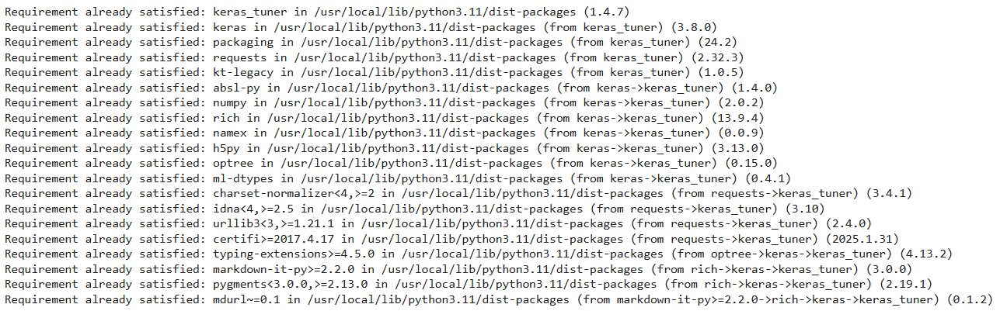 Requirement already satisfied: keras_tuner in /usr/local/lib/python3.11/dist-packages (1.4.7)
Requirement already satisfied: keras in /usr/local/lib/python3.11/dist-packages (from keras_tuner) (3.8.0)
Requirement already satisfied: packaging in /usr/local/lib/python3.11/dist-packages (from keras_tuner) (24.2)
Requirement already satisfied: requests in /usr/local/lib/python3.11/dist-packages (from keras_tuner) (2.32.3)
Requirement already satisfied: kt-legacy in /usr/local/lib/python3.11/dist-packages (from keras_tuner) (1.0.5)
Requirement already satisfied: absl-py in /usr/local/lib/python3.11/dist-packages (from keras->keras_tuner) (1.4.0)
Requirement already satisfied: numpy in /usr/local/lib/python3.11/dist-packages (from keras->keras_tuner) (2.0.2)
Requirement already satisfied: rich in /usr/local/lib/python3.11/dist-packages (from keras->keras_tuner) (13.9.4)
Requirement already satisfied: namex in /usr/local/lib/python3.11/dist-packages (from keras->keras_tuner) (0.0.9)
Requirement already satisfied: h5py in /usr/local/lib/python3.11/dist-packages (from keras->keras_tuner) (3.13.0)
Requirement already satisfied: optree in /usr/local/lib/python3.11/dist-packages (from keras->keras_tuner) (0.15.0)
Requirement already satisfied: ml-dtypes in /usr/local/lib/python3.11/dist-packages (from keras->keras_tuner) (0.4.1)
Requirement already satisfied: charset-normalizer<4,>=2 in /usr/local/lib/python3.11/dist-packages (from requests->keras_tuner) (3.4.1)
Requirement already satisfied: idna<4,>=2.5 in /usr/local/lib/python3.11/dist-packages (from requests->keras_tuner) (3.10)
Requirement already satisfied: urllib3<3,>=1.21.1 in /usr/local/lib/python3.11/dist-packages (from requests->keras_tuner) (2.4.0)
Requirement already satisfied: certifi>=2017.4.17 in /usr/local/lib/python3.11/dist-packages (from requests->keras_tuner) (2025.1.31)
Requirement already satisfied: typing-extensions>=4.5.0 in /usr/local/lib/python3.11/dist-packages (from optree->keras->keras_tuner) (4.13.2)
Requirement already satisfied: markdown-it-py>=2.2.0 in /usr/local/lib/python3.11/dist-packages (from rich->keras->keras_tuner) (3.0.0)
Requirement already satisfied: pygments<3.0.0,>=2.13.0 in /usr/local/lib/python3.11/dist-packages (from rich->keras->keras_tuner) (2.19.1)
Requirement already satisfied: mdurl~=0.1 in /usr/local/lib/python3.11/dist-packages (from markdown-it-py>=2.2.0->rich->keras->keras_tuner) (0.1.2)